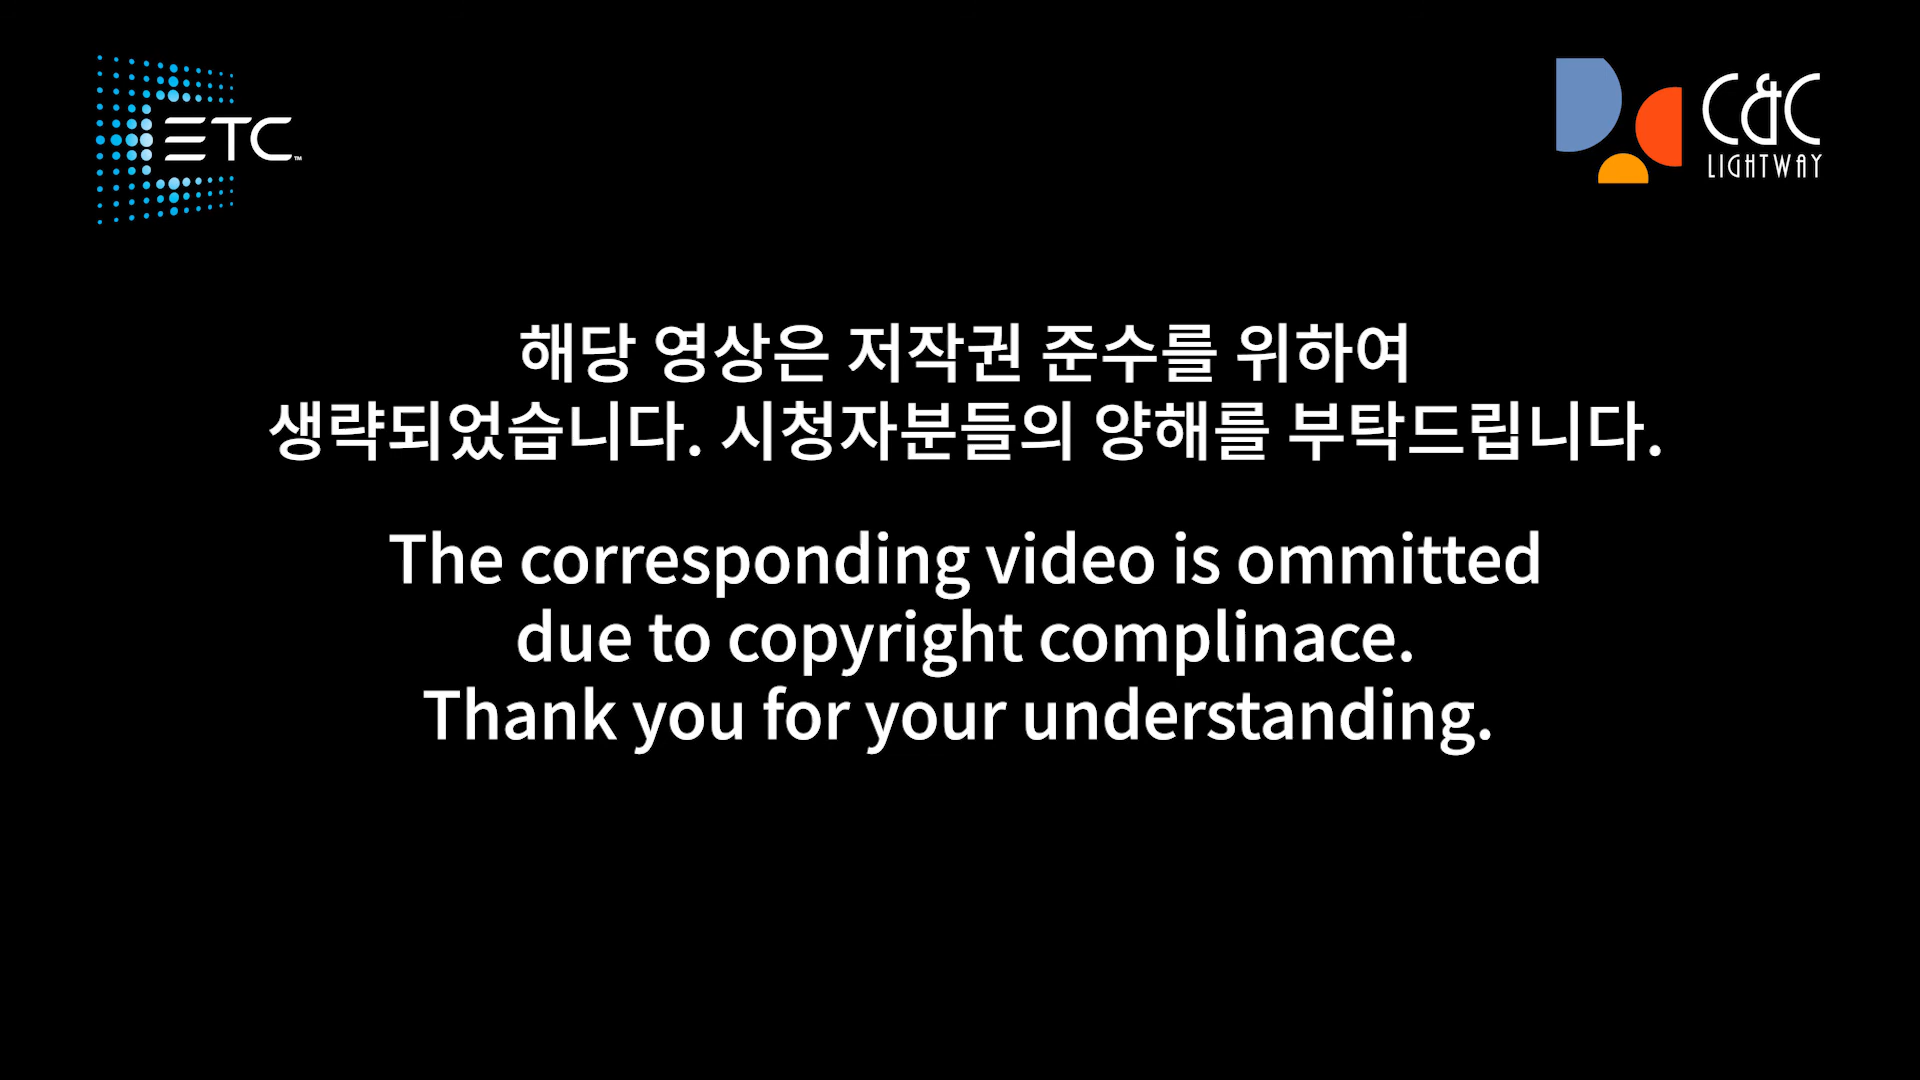 ETC™
C&C
LIGHTWAY
해당 영상은 저작권 준수를 위하여
생략되었습니다. 시청자분들의 양해를 부탁드립니다.
The corresponding video is ommitted
due to copyright complinace.
Thank you for your understanding.